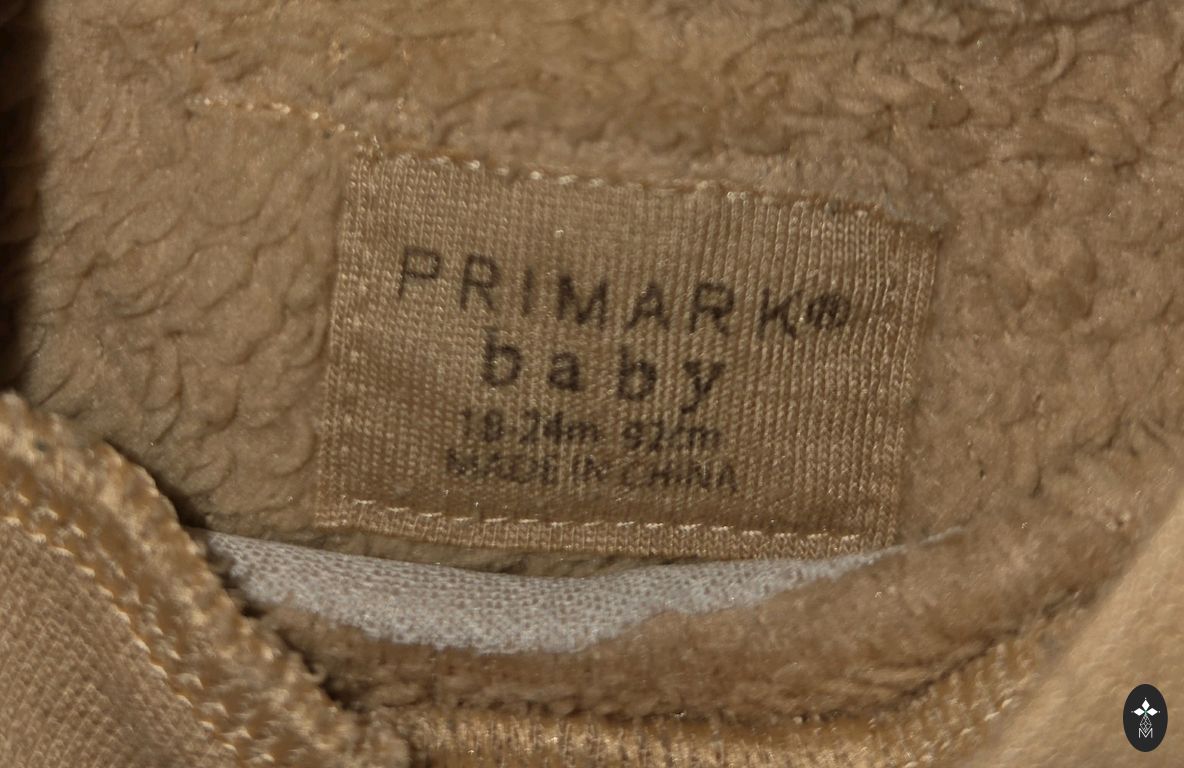 PRIMARK®
baby
18-24m 92cm
MADE IN CHINA
M